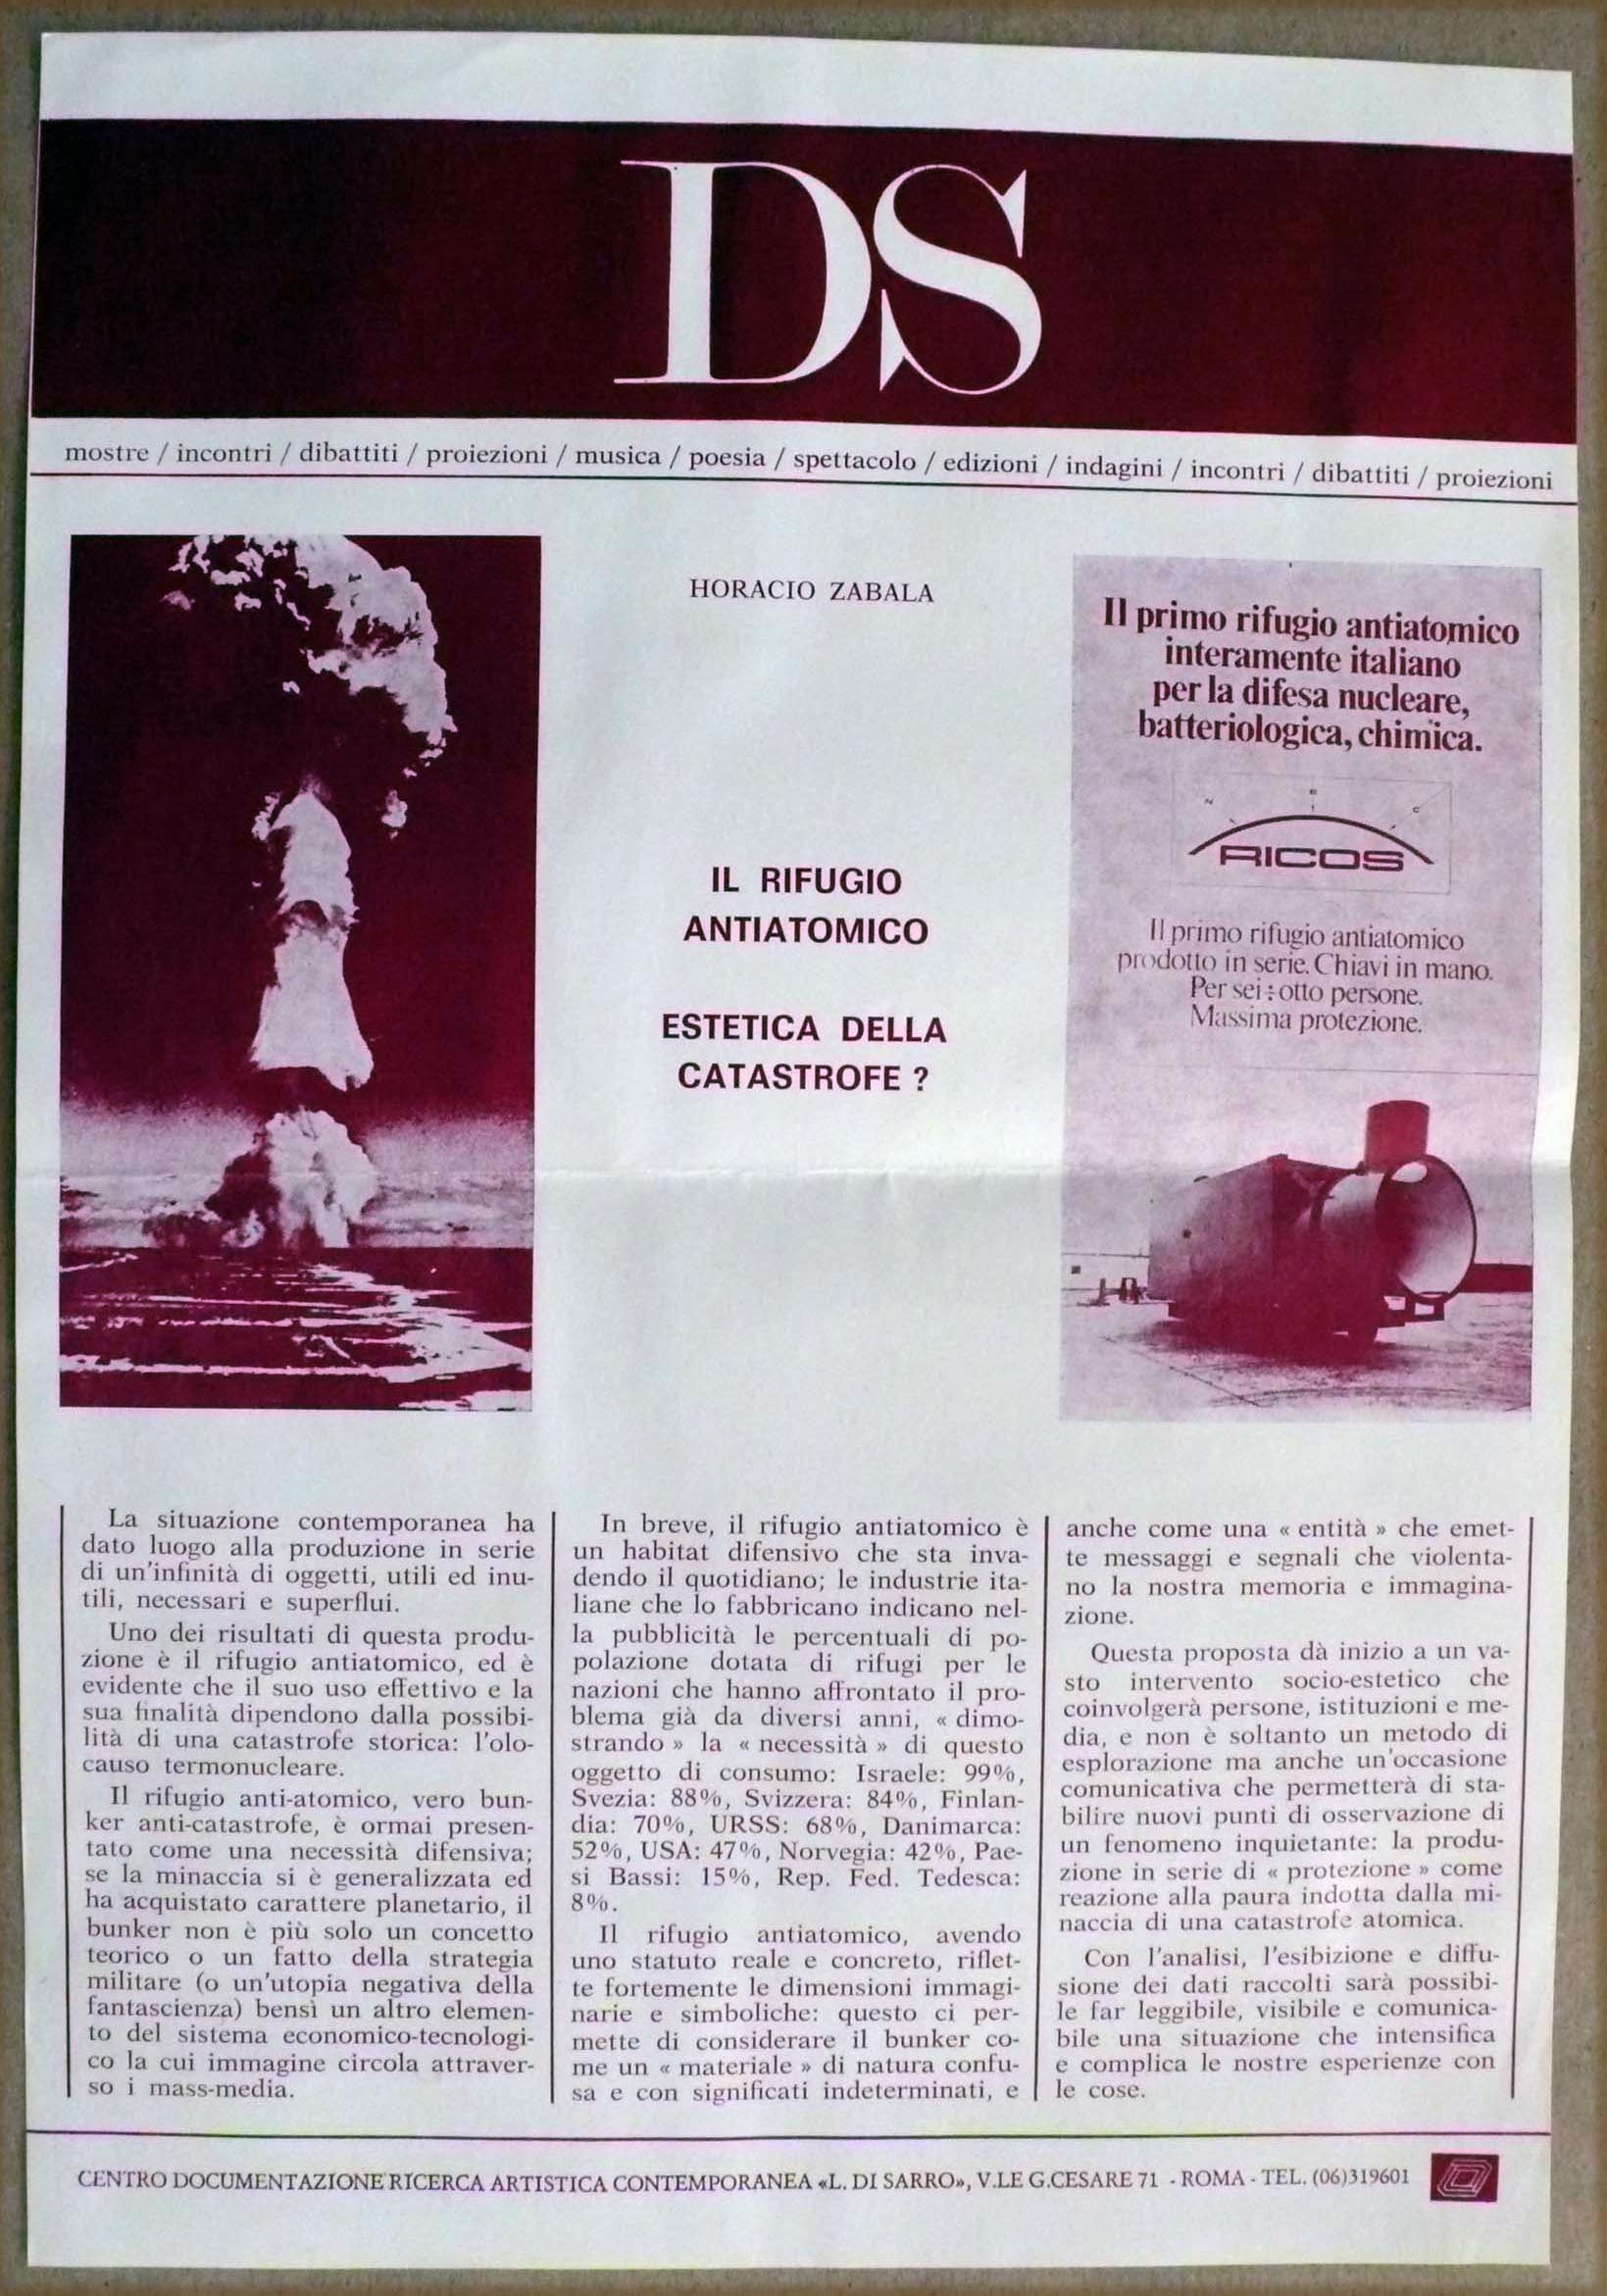 DS
mostre / incontri / dibattiti / proiezioni / musica / poesia / spettacolo / edizioni / indagini / incontri / dibattiti / proiezioni
HORACIO ZABALA
IL RIFUGIO
ANTIATOMICO
ESTETICA DELLA
CATASTROFE ?
Il primo rifugio antiatomico
interamente italiano
per la difesa nucleare,
batteriologica, chimica.
N B C
RICOS
Il primo rifugio antiatomico
prodotto in serie. Chiavi in mano.
Per sei÷otto persone.
Massima protezione.
La situazione contemporanea ha
dato luogo alla produzione in serie
di un'infinità di oggetti, utili ed inu-
tili, necessari e superflui.
Uno dei risultati di questa produ-
zione è il rifugio antiatomico, ed è
evidente che il suo uso effettivo e la
sua finalità dipendono dalla possibi-
lità di una catastrofe storica: l'olo-
causo termonucleare.
Il rifugio anti-atomico, vero bun-
ker anti-catastrofe, è ormai presen-
tato come una necessità difensiva;
se la minaccia si è generalizzata ed
ha acquistato carattere planetario, il
bunker non è più solo un concetto
teorico o un fatto della strategia
militare (o un'utopia negativa della
fantascienza) bensì un altro elemen-
to del sistema economico-tecnologi-
co la cui immagine circola attraver-
so i mass-media.
In breve, il rifugio antiatomico è
un habitat difensivo che sta inva-
dendo il quotidiano; le industrie ita-
liane che lo fabbricano indicano nel-
la pubblicità le percentuali di po-
polazione dotata di rifugi per le
nazioni che hanno affrontato il pro-
blema già da diversi anni, « dimo-
strando » la « necessità » di questo
oggetto di consumo: Israele: 99%,
Svezia: 88%, Svizzera: 84%, Finlan-
dia: 70%, URSS: 68%, Danimarca:
52%, USA: 47%, Norvegia: 42%, Pae-
si Bassi: 15%, Rep. Fed. Tedesca:
8%.
Il rifugio antiatomico, avendo
uno statuto reale e concreto, riflet-
te fortemente le dimensioni immagi-
narie e simboliche: questo ci per-
mette di considerare il bunker co-
me un « materiale » di natura confu-
sa e con significati indeterminati, e
anche come una « entità » che emet-
te messaggi e segnali che violenta-
no la nostra memoria e immagina-
zione.
Questa proposta dà inizio a un va-
sto intervento socio-estetico che
coinvolgerà persone, istituzioni e me-
dia, e non è soltanto un metodo di
esplorazione ma anche un'occasione
comunicativa che permetterà di sta-
bilire nuovi punti di osservazione di
un fenomeno inquietante: la produ-
zione in serie di « protezione » come
reazione alla paura indotta dalla mi-
naccia di una catastrofe atomica.
Con l'analisi, l'esibizione e diffu-
sione dei dati raccolti sarà possibi-
le far leggibile, visibile e comunica-
bile una situazione che intensifica
e complica le nostre esperienze con
le cose.
CENTRO DOCUMENTAZIONE RICERCA ARTISTICA CONTEMPORANEA «L. DI SARRO», V.LE G.CESARE 71 - ROMA - TEL. (06)319601